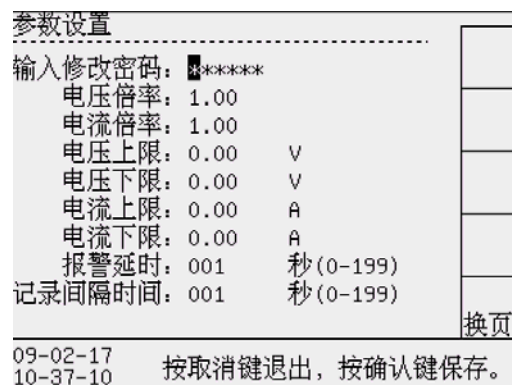 参数设置
输入修改密码: ******
电压倍率: 1.00
电流倍率: 1.00
电压上限: 0.00 V
电压下限: 0.00 V
电流上限: 0.00 A
电流下限: 0.00 A
报警延时: 001 秒(0-199)
记录间隔时间: 001 秒(0-199)
换页
09-02-17
10-37-10
按取消键退出, 按确认键保存。